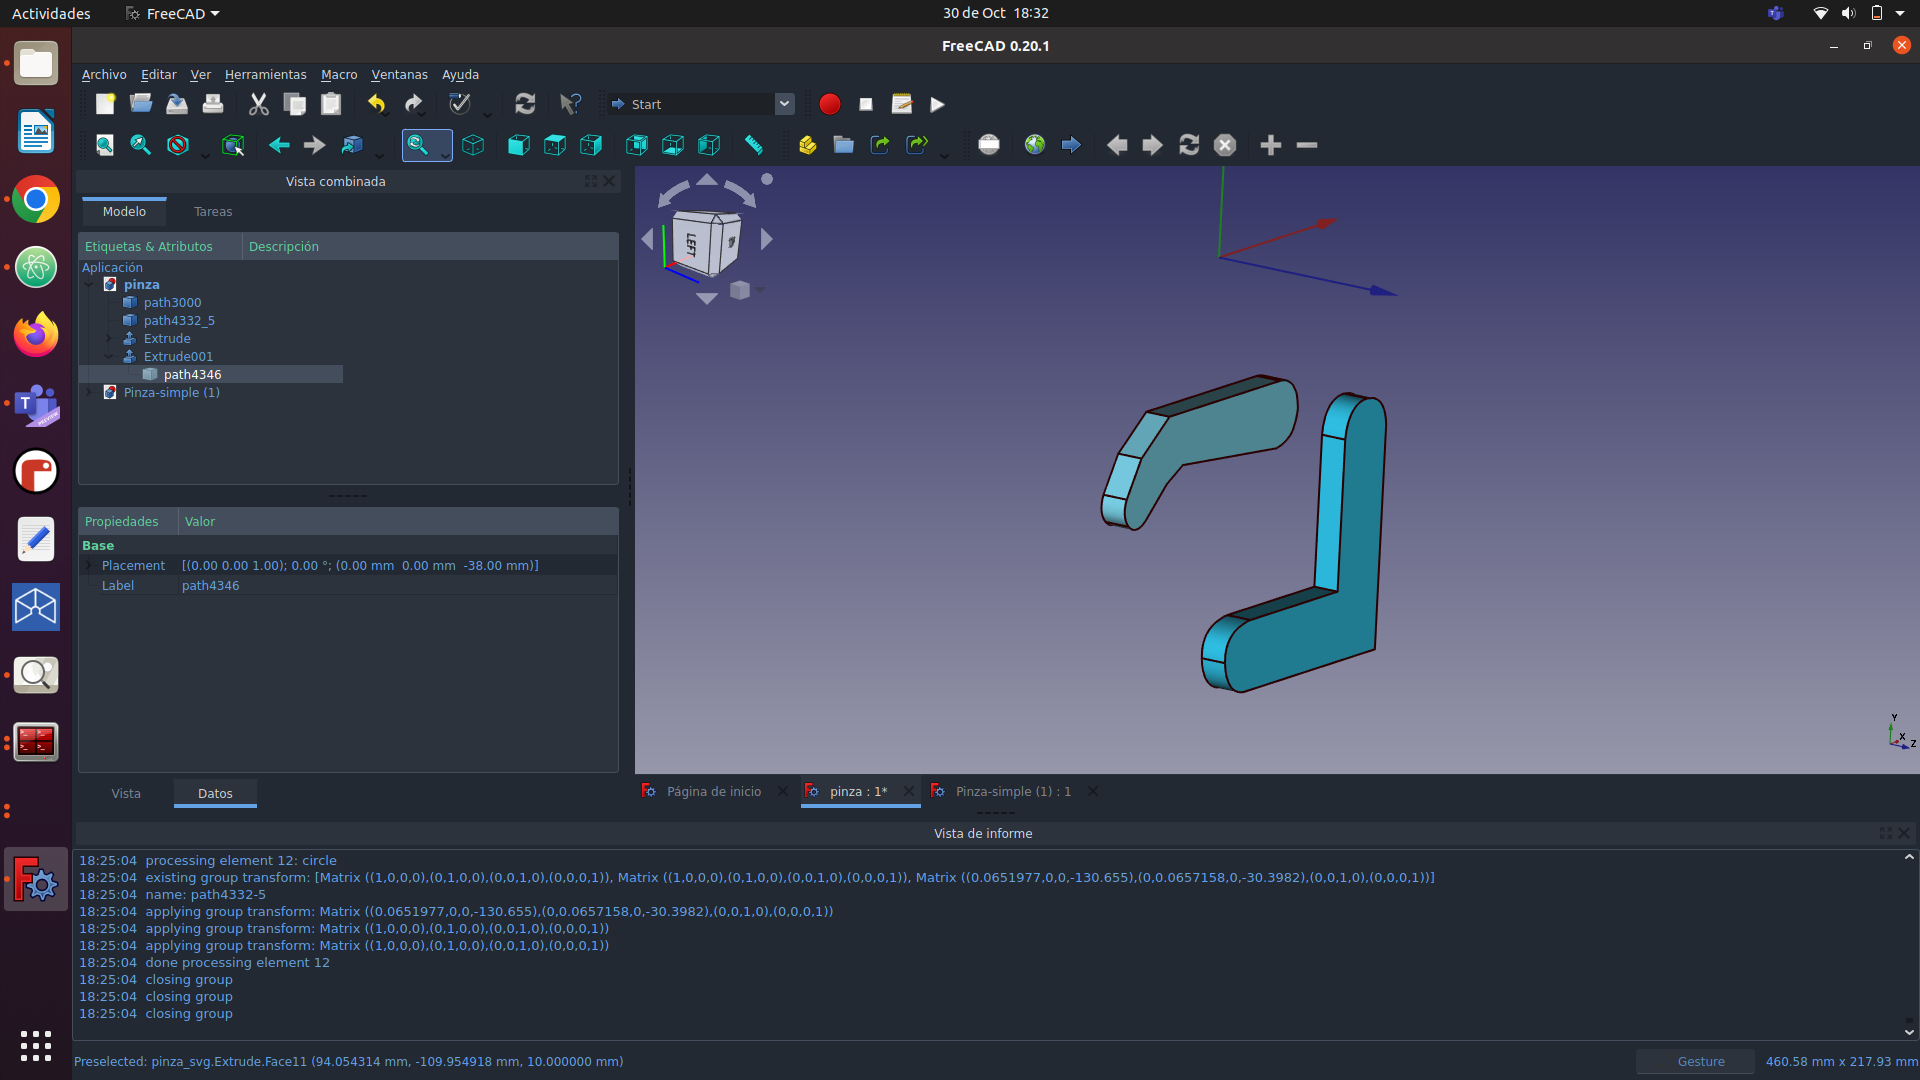 Actividades FreeCAD 30 de Oct 18:32
FreeCAD 0.20.1
Archivo Editar Ver Herramientas Macro Ventanas Ayuda
Start
Vista combinada
Modelo Tareas
Etiquetas & Atributos Descripción
Aplicación
pinza
path3000
path4332_5
Extrude
Extrude001
path4346
Pinza-simple (1)
Propiedades Valor
Base
Placement [(0.00 0.00 1.00); 0.00 °; (0.00 mm 0.00 mm -38.00 mm)]
Label path4346
Vista Datos
LEFT
Y
X
Z
Página de inicio pinza : 1* Pinza-simple (1) : 1
Vista de informe
18:25:04 processing element 12: circle
18:25:04 existing group transform: [Matrix ((1,0,0,0),(0,1,0,0),(0,0,1,0),(0,0,0,1)), Matrix ((1,0,0,0),(0,1,0,0),(0,0,1,0),(0,0,0,1)), Matrix ((0.0651977,0,0,-130.655),(0,0.0657158,0,-30.3982),(0,0,1,0),(0,0,0,1))]
18:25:04 name: path4332-5
18:25:04 applying group transform: Matrix ((0.0651977,0,0,-130.655),(0,0.0657158,0,-30.3982),(0,0,1,0),(0,0,0,1))
18:25:04 applying group transform: Matrix ((1,0,0,0),(0,1,0,0),(0,0,1,0),(0,0,0,1))
18:25:04 applying group transform: Matrix ((1,0,0,0),(0,1,0,0),(0,0,1,0),(0,0,0,1))
18:25:04 done processing element 12
18:25:04 closing group
18:25:04 closing group
18:25:04 closing group
Preselected: pinza_svg.Extrude.Face11 (94.054314 mm, -109.954918 mm, 10.000000 mm) Gesture 460.58 mm x 217.93 mm